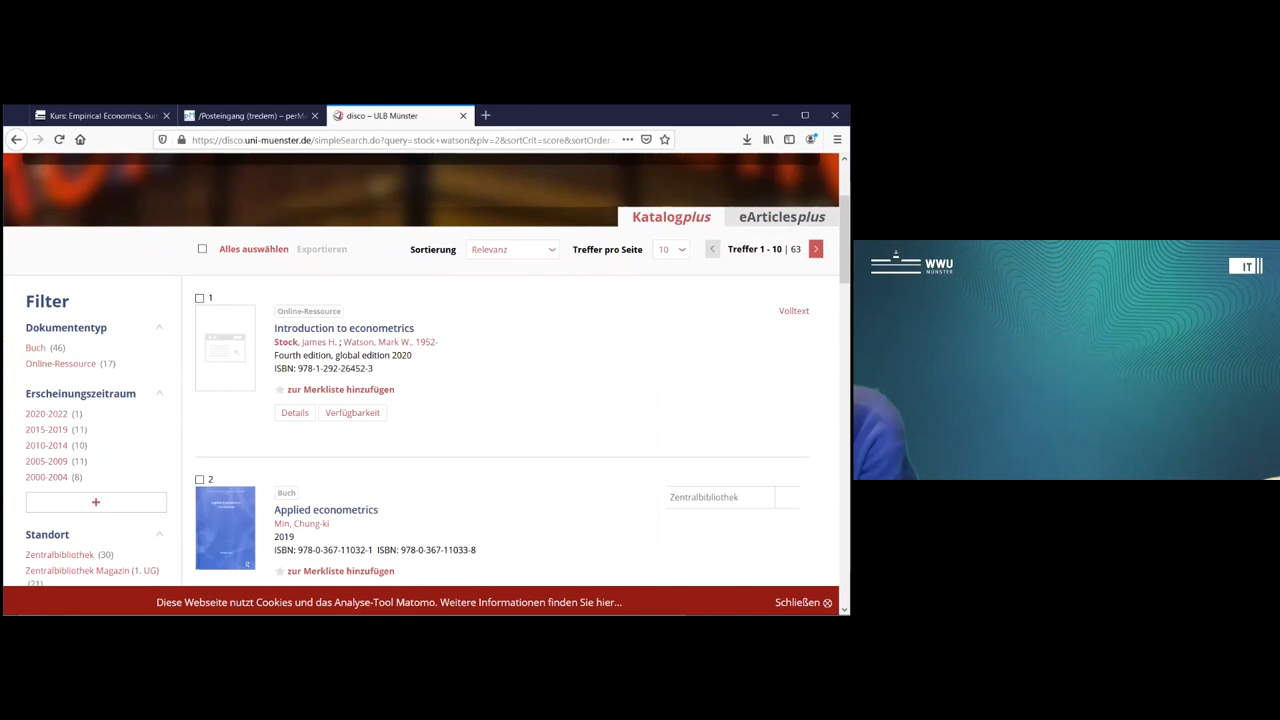 Kurs: Empirical Economics, Sum
/Posteingang (tredem) – perM
disco – ULB Münster
https://disco.uni-muenster.de/simpleSearch.do?query=stock+watson&plv=2&sortCrit=score&sortOrder
Katalogplus
eArticlesplus
Alles auswählen Exportieren
Sortierung Relevanz
Treffer pro Seite 10
Treffer 1 - 10 | 63
Filter
Dokumententyp
Buch (46)
Online-Ressource (17)
Erscheinungszeitraum
2020-2022 (1)
2015-2019 (11)
2010-2014 (10)
2005-2009 (11)
2000-2004 (8)
+
Standort
Zentralbibliothek (30)
Zentralbibliothek Magazin (1. UG)
(21)
1
Online-Ressource
Volltext
Introduction to econometrics
Stock, James H. ; Watson, Mark W., 1952-
Fourth edition, global edition 2020
ISBN: 978-1-292-26452-3
zur Merkliste hinzufügen
Details Verfügbarkeit
2
Buch
Zentralbibliothek
Applied econometrics
Min, Chung-ki
2019
ISBN: 978-0-367-11032-1 ISBN: 978-0-367-11033-8
zur Merkliste hinzufügen
Diese Webseite nutzt Cookies und das Analyse-Tool Matomo. Weitere Informationen finden Sie hier...
Schließen
WWU
MÜNSTER
IT